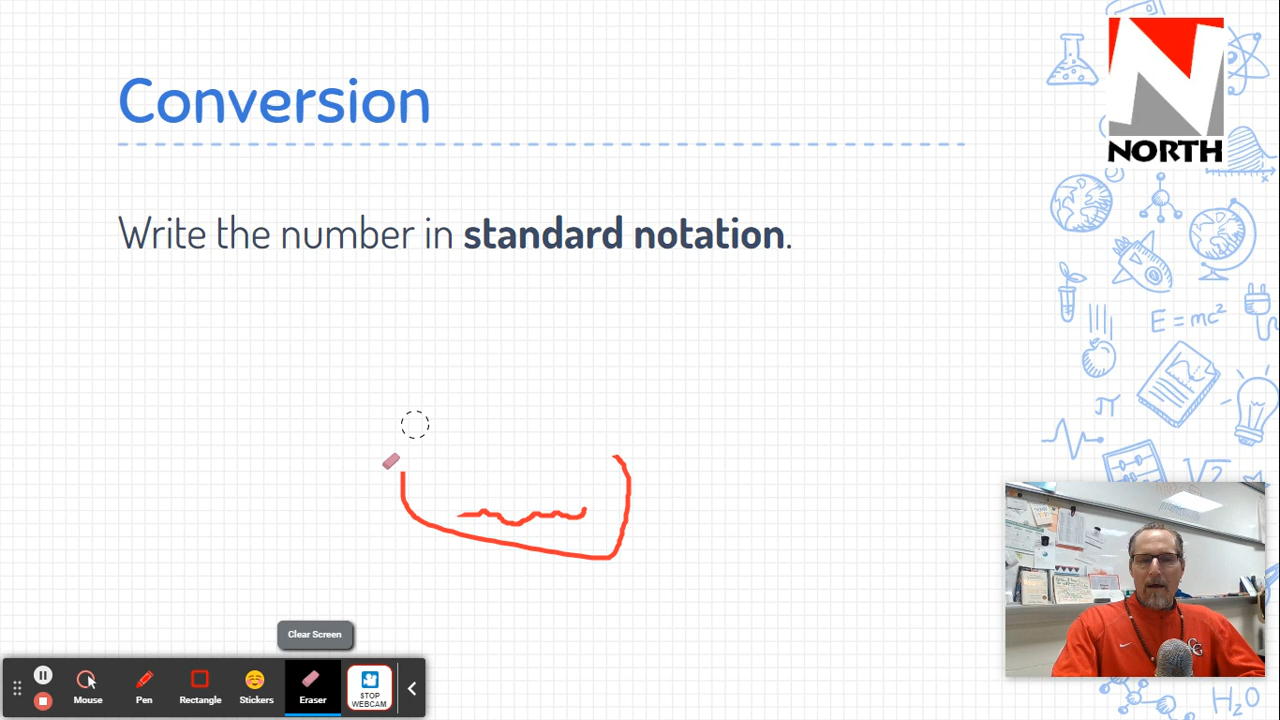 Conversion
NORTH
Write the number in standard notation.
E = mc²
π
√2
Clear Screen
Mouse
Pen
Rectangle
Stickers
Eraser
STOP
WEBCAM
H₂O